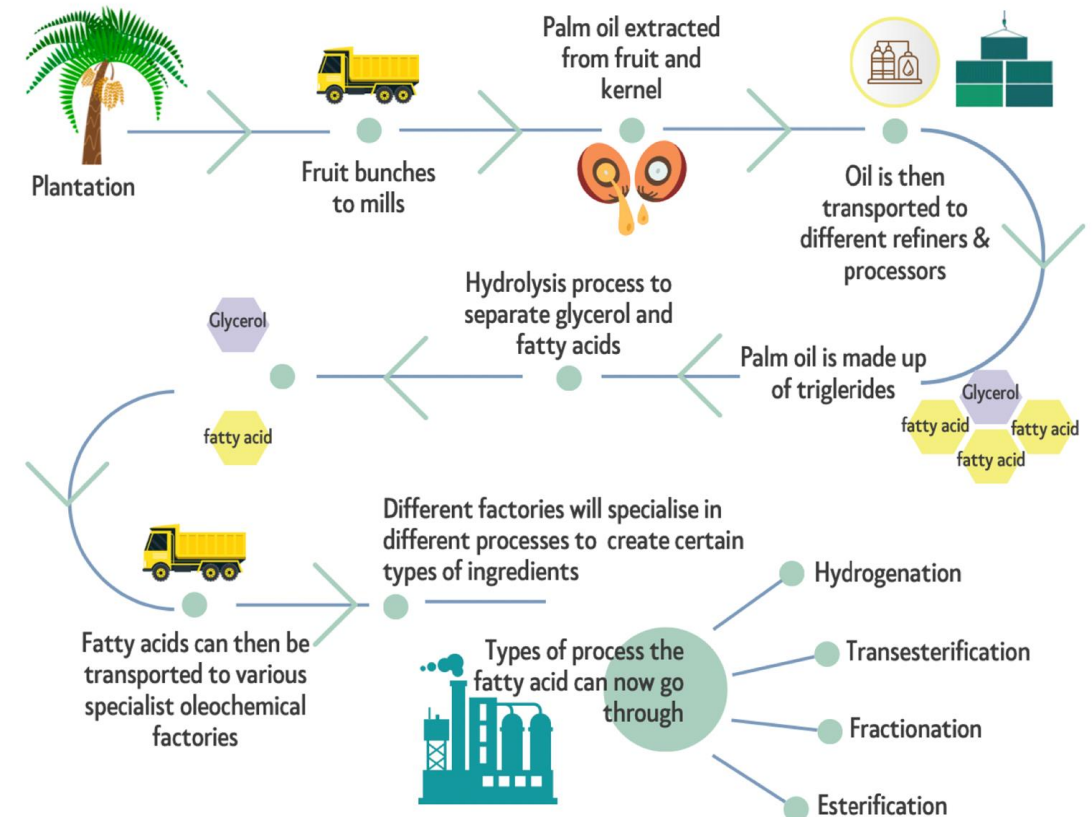 Palm oil extracted
from fruit and
kernel
Plantation
Fruit bunches
to mills
Oil is then
transported to
different refiners &
processors
Palm oil is made up
of triglerides
Glycerol
fatty acid
fatty acid
fatty acid
Hydrolysis process to
separate glycerol and
fatty acids
Glycerol
fatty acid
Fatty acids can then be
transported to various
specialist oleochemical
factories
Different factories will specialise in
different processes to create certain
types of ingredients
Types of process the
fatty acid can now go
through
Hydrogenation
Transesterification
Fractionation
Esterification